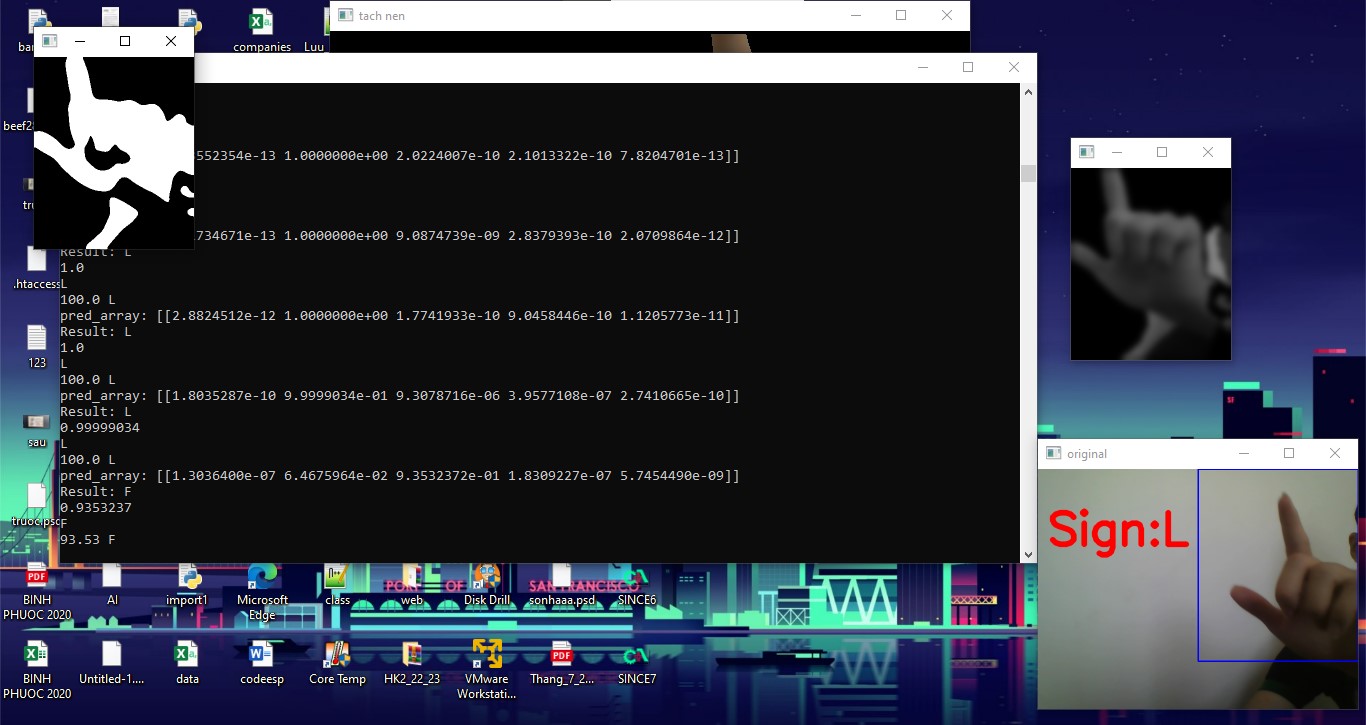 tach nen
companies
552354e-13 1.0000000e+00 2.0224007e-10 2.1013322e-10 7.8204701e-13]]
734671e-13 1.0000000e+00 9.0874739e-09 2.8379393e-10 2.0709864e-12]]
Result: L
1.0
L
100.0 L
pred_array: [[2.8824512e-12 1.0000000e+00 1.7741933e-10 9.0458446e-10 1.1205773e-11]]
Result: L
1.0
L
100.0 L
pred_array: [[1.8035287e-10 9.9999034e-01 9.3078716e-06 3.9577108e-07 2.7410665e-10]]
Result: L
0.99999034
L
100.0 L
pred_array: [[1.3036400e-07 6.4675964e-02 9.3532372e-01 1.8309227e-07 5.7454490e-09]]
Result: F
0.9353237
F
93.53 F
.htaccess
123
sau
truoc.psd
original
Sign:L
PORT OF SAN FRANCISCO
BINH
PHUOC 2020
AI
import1
Microsoft
Edge
class
web
Disk Drill
sonhaaa.psd
SINCE6
BINH
PHUOC 2020
Untitled-1....
data
codeesp
Core Temp
HK2_22_23
VMware
Workstati...
Thang_7_2...
SINCE7